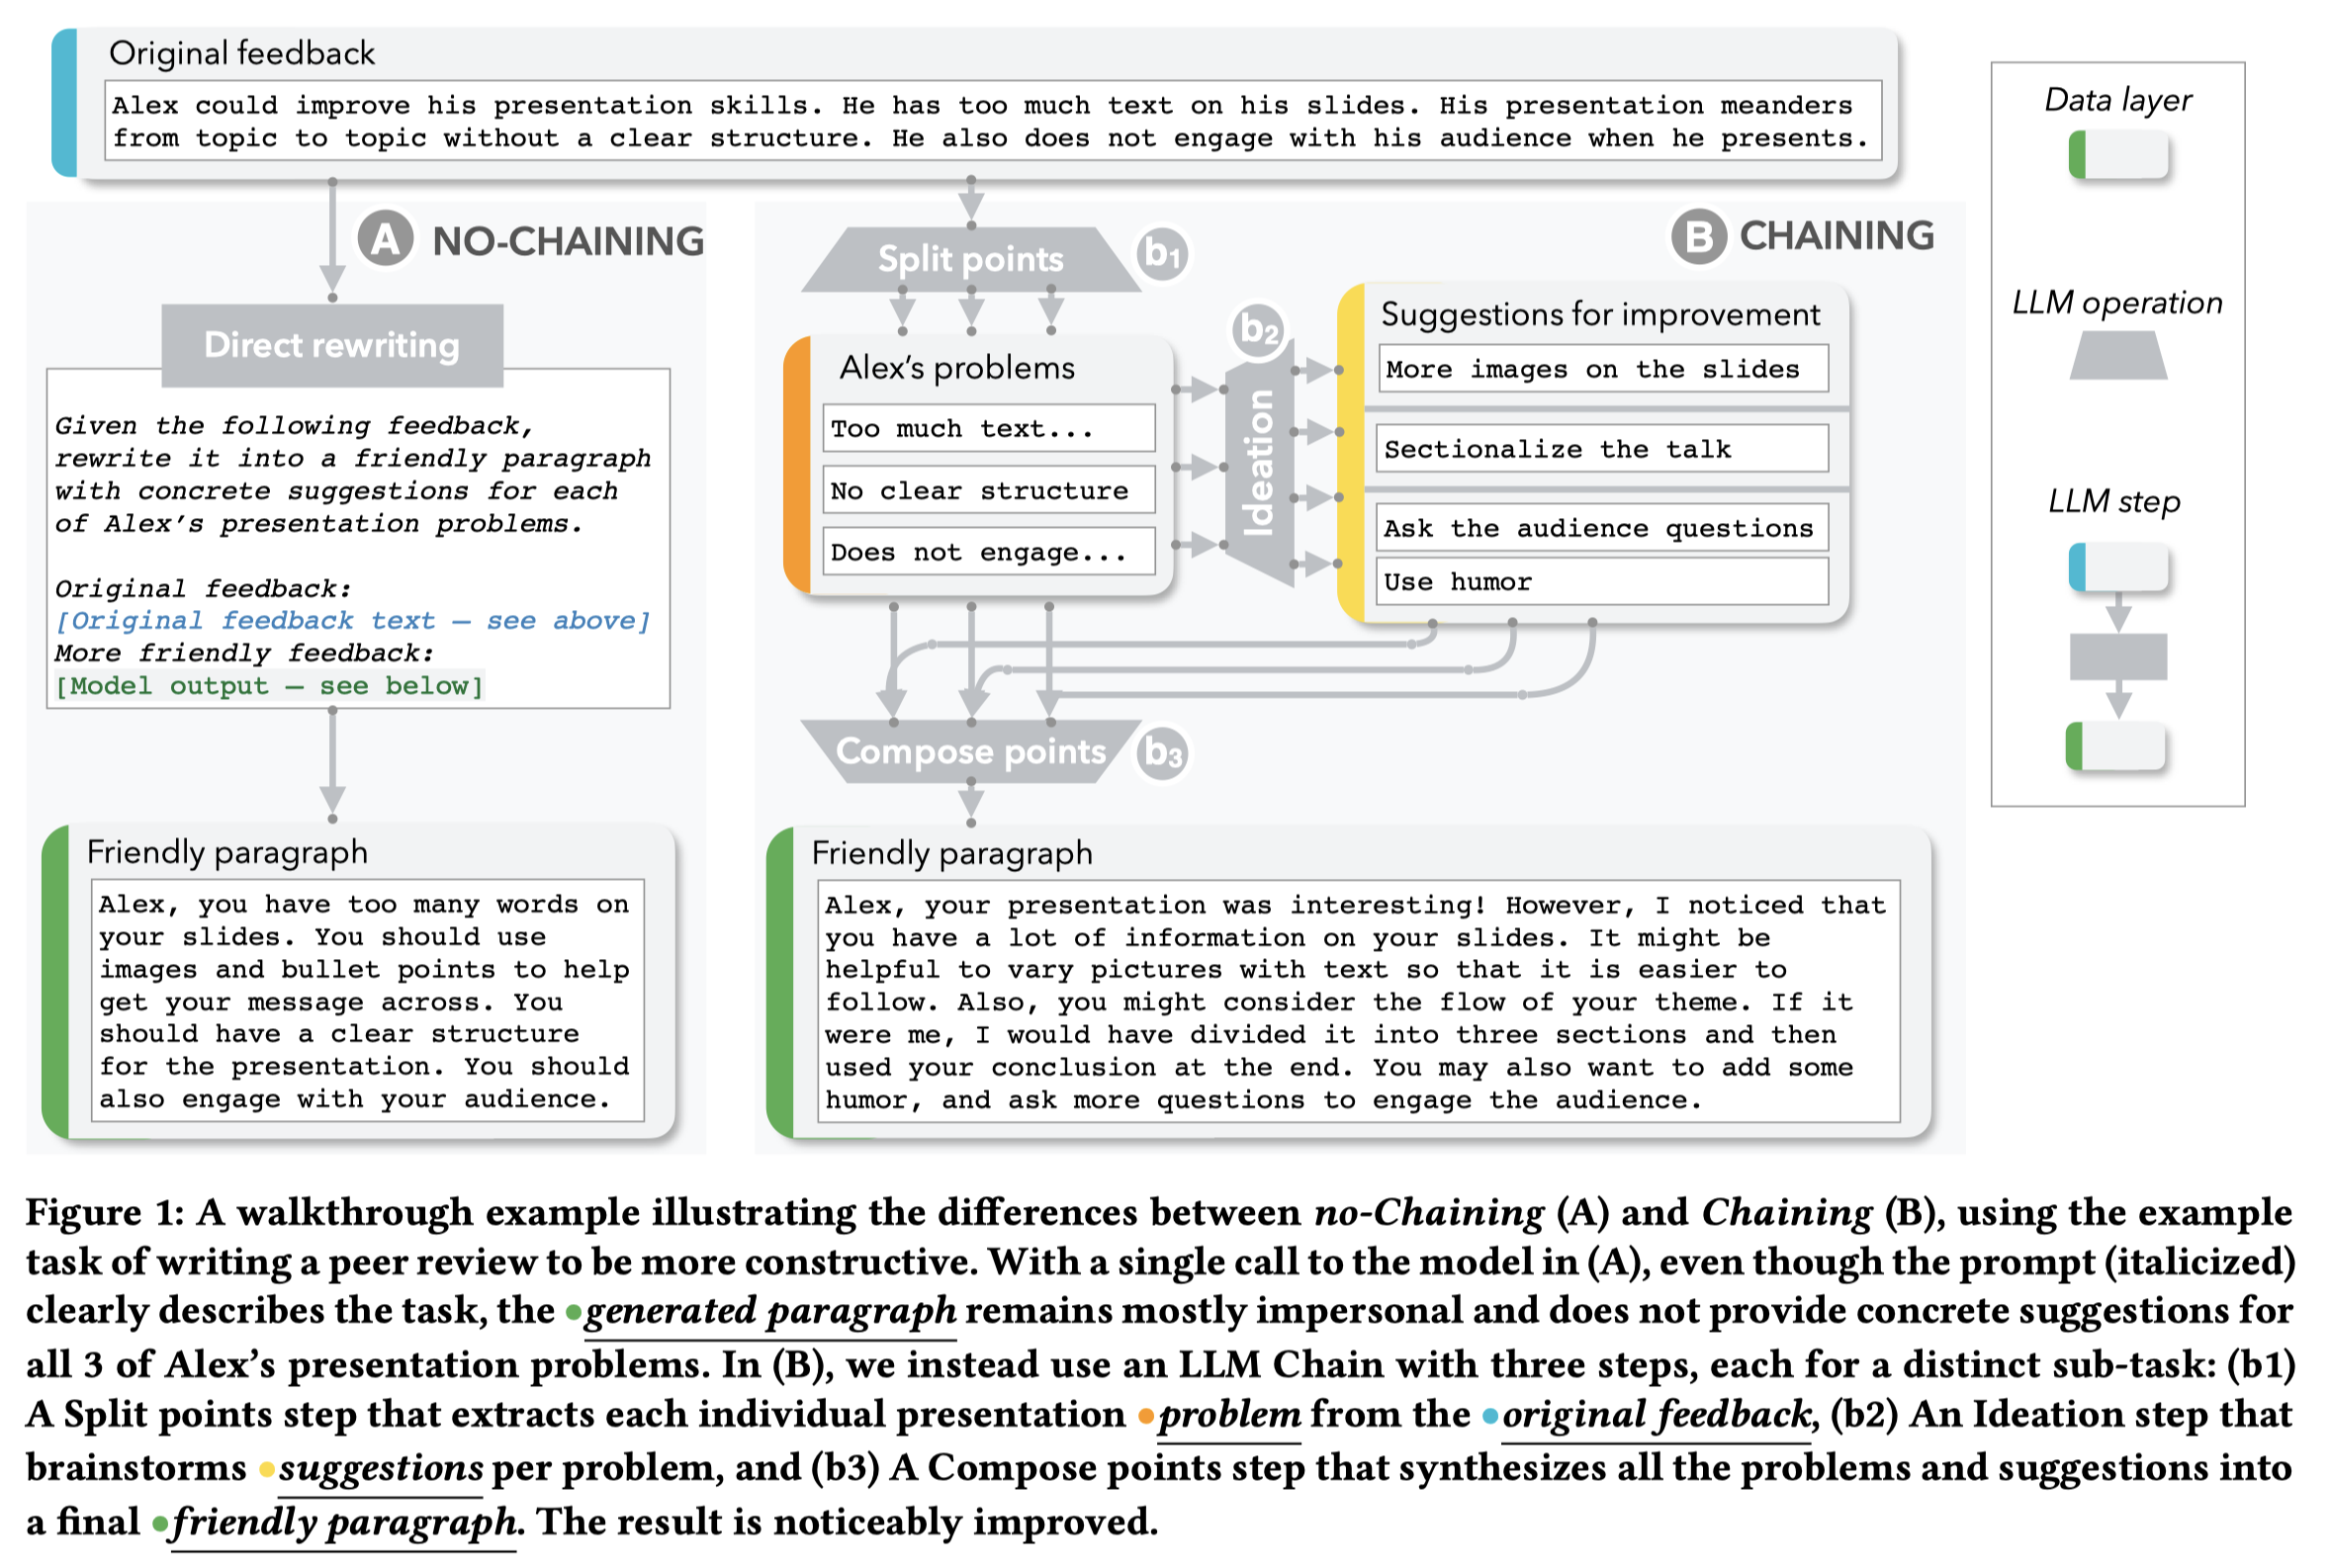 Original feedback
Alex could improve his presentation skills. He has too much text on his slides. His presentation meanders
from topic to topic without a clear structure. He also does not engage with his audience when he presents.
A NO-CHAINING
Direct rewriting
Given the following feedback,
rewrite it into a friendly paragraph
with concrete suggestions for each
of Alex’s presentation problems.
Original feedback:
[Original feedback text — see above]
More friendly feedback:
[Model output — see below]
Friendly paragraph
Alex, you have too many words on
your slides. You should use
images and bullet points to help
get your message across. You
should have a clear structure
for the presentation. You should
also engage with your audience.
B CHAINING
Split points b1
Alex’s problems
Too much text...
No clear structure
Does not engage...
b2
Ideation
Suggestions for improvement
More images on the slides
Sectionalize the talk
Ask the audience questions
Use humor
Compose points b3
Friendly paragraph
Alex, your presentation was interesting! However, I noticed that
you have a lot of information on your slides. It might be
helpful to vary pictures with text so that it is easier to
follow. Also, you might consider the flow of your theme. If it
were me, I would have divided it into three sections and then
used your conclusion at the end. You may also want to add some
humor, and ask more questions to engage the audience.
Data layer
LLM operation
LLM step
Figure 1: A walkthrough example illustrating the differences between no-Chaining (A) and Chaining (B), using the example
task of writing a peer review to be more constructive. With a single call to the model in (A), even though the prompt (italicized)
clearly describes the task, the generated paragraph remains mostly impersonal and does not provide concrete suggestions for
all 3 of Alex’s presentation problems. In (B), we instead use an LLM Chain with three steps, each for a distinct sub-task: (b1)
A Split points step that extracts each individual presentation problem from the original feedback, (b2) An Ideation step that
brainstorms suggestions per problem, and (b3) A Compose points step that synthesizes all the problems and suggestions into
a final friendly paragraph. The result is noticeably improved.